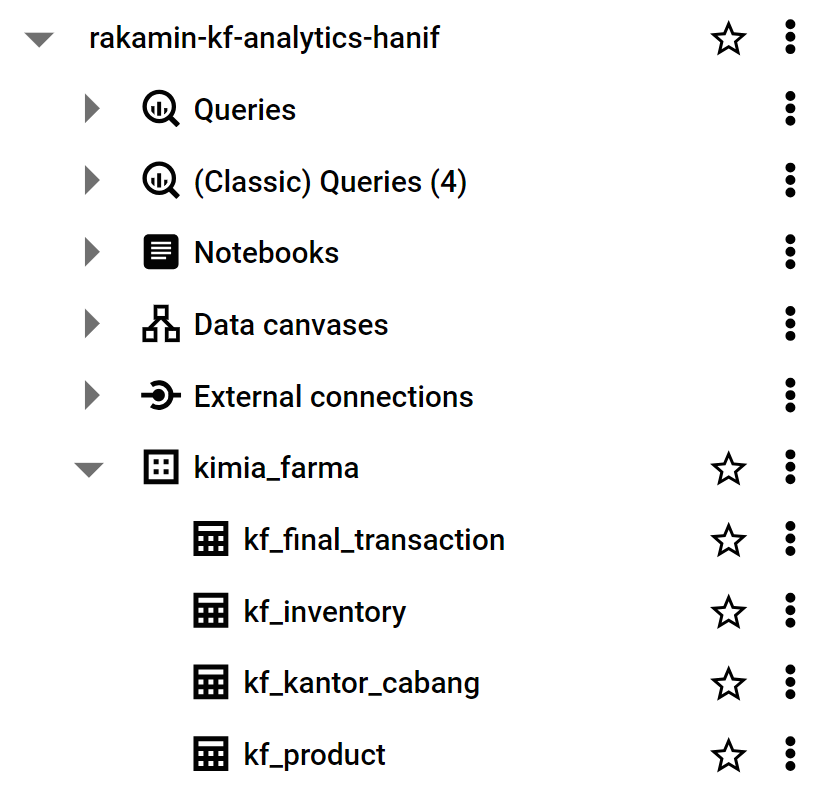 rakamin-kf-analytics-hanif
Queries
(Classic) Queries (4)
Notebooks
Data canvases
External connections
kimia_farma
kf_final_transaction
kf_inventory
kf_kantor_cabang
kf_product